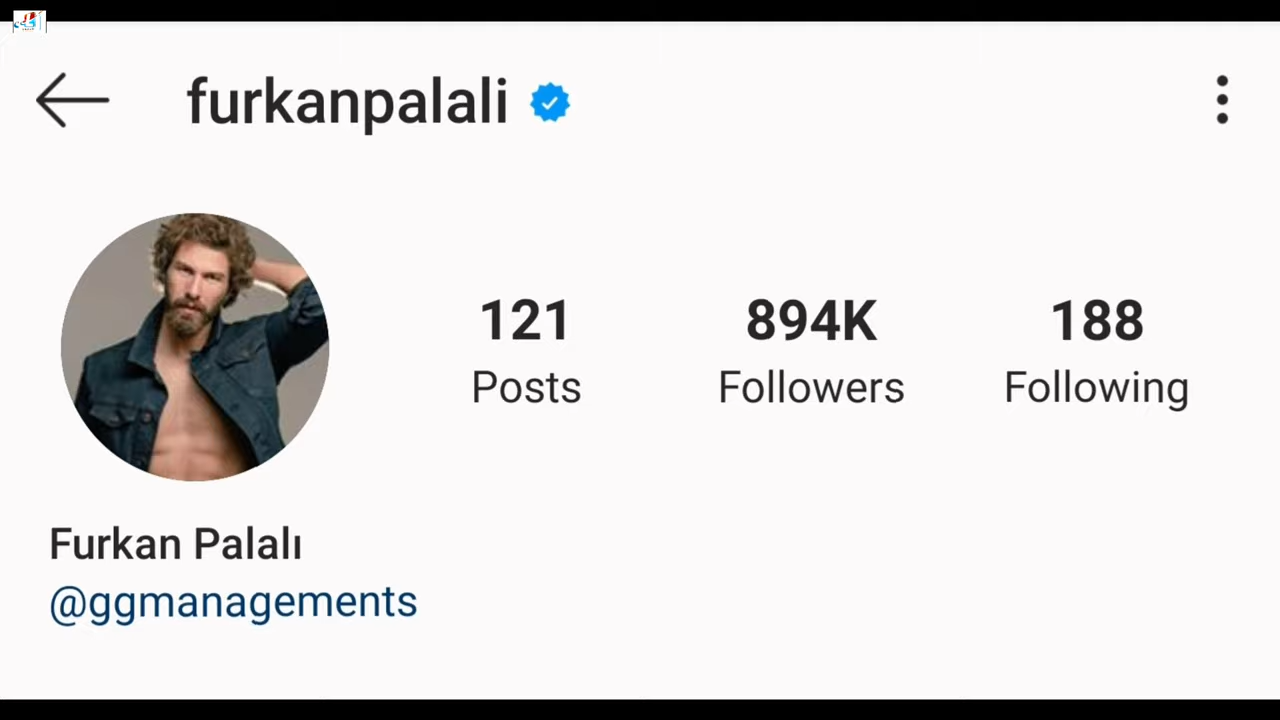 furkanpalali
121 894K 188
Posts Followers Following
Furkan Palalı
@ggmanagements